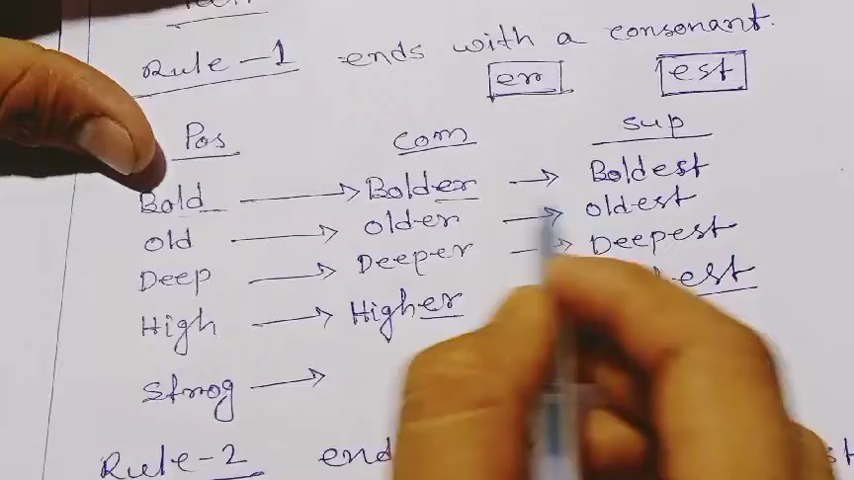 Rule-1 ends with a consonant.
er est
Pos com sup
Bold → Bolder → Boldest
old → older → oldest
Deep → Deeper → Deepest
High → Higher est
Strog →
Rule-2 end